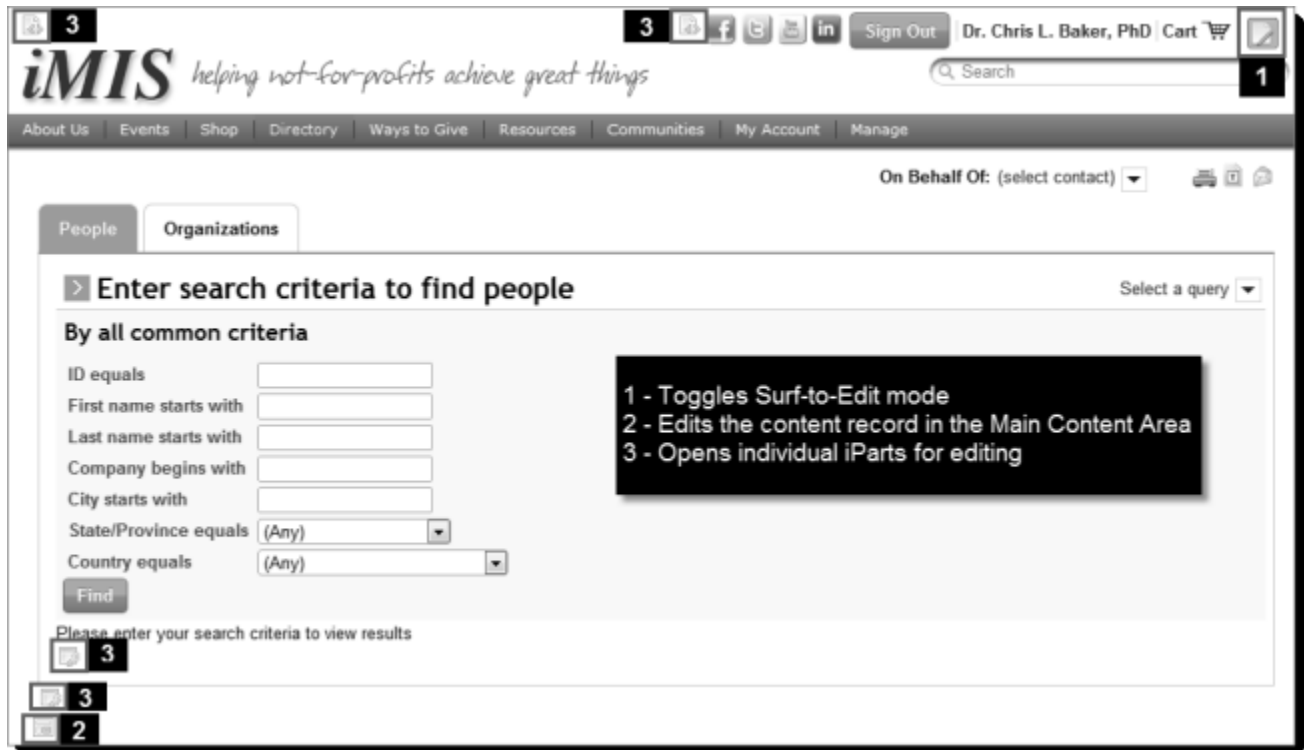 3
3 f t You in Sign Out Dr. Chris L. Baker, PhD Cart
iMIS helping not-for-profits achieve great things
Search
1
About Us Events Shop Directory Ways to Give Resources Communities My Account Manage
On Behalf Of: (select contact)
People Organizations
Enter search criteria to find people
Select a query
By all common criteria
ID equals
First name starts with
Last name starts with
Company begins with
City starts with
State/Province equals (Any)
Country equals (Any)
Find
1 - Toggles Surf-to-Edit mode
2 - Edits the content record in the Main Content Area
3 - Opens individual iParts for editing
Please enter your search criteria to view results
3
3
2